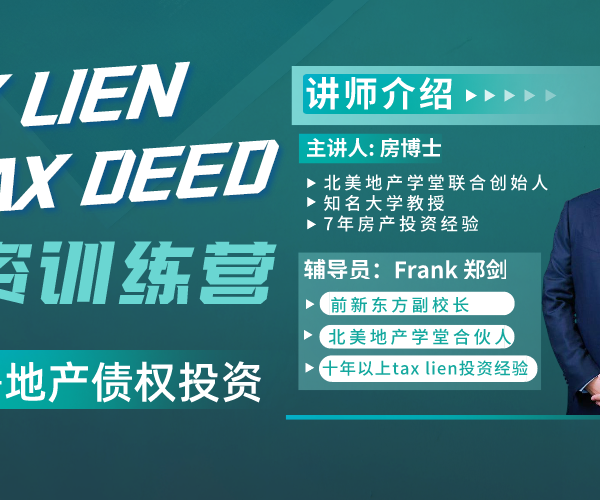 LIEN
AX DEED
资训练营
地产债权投资
讲师介绍
主讲人: 房博士
北美地产学堂联合创始人
知名大学教授
7年房产投资经验
辅导员：Frank 郑剑
前新东方副校长
北美地产学堂合伙人
十年以上tax lien投资经验